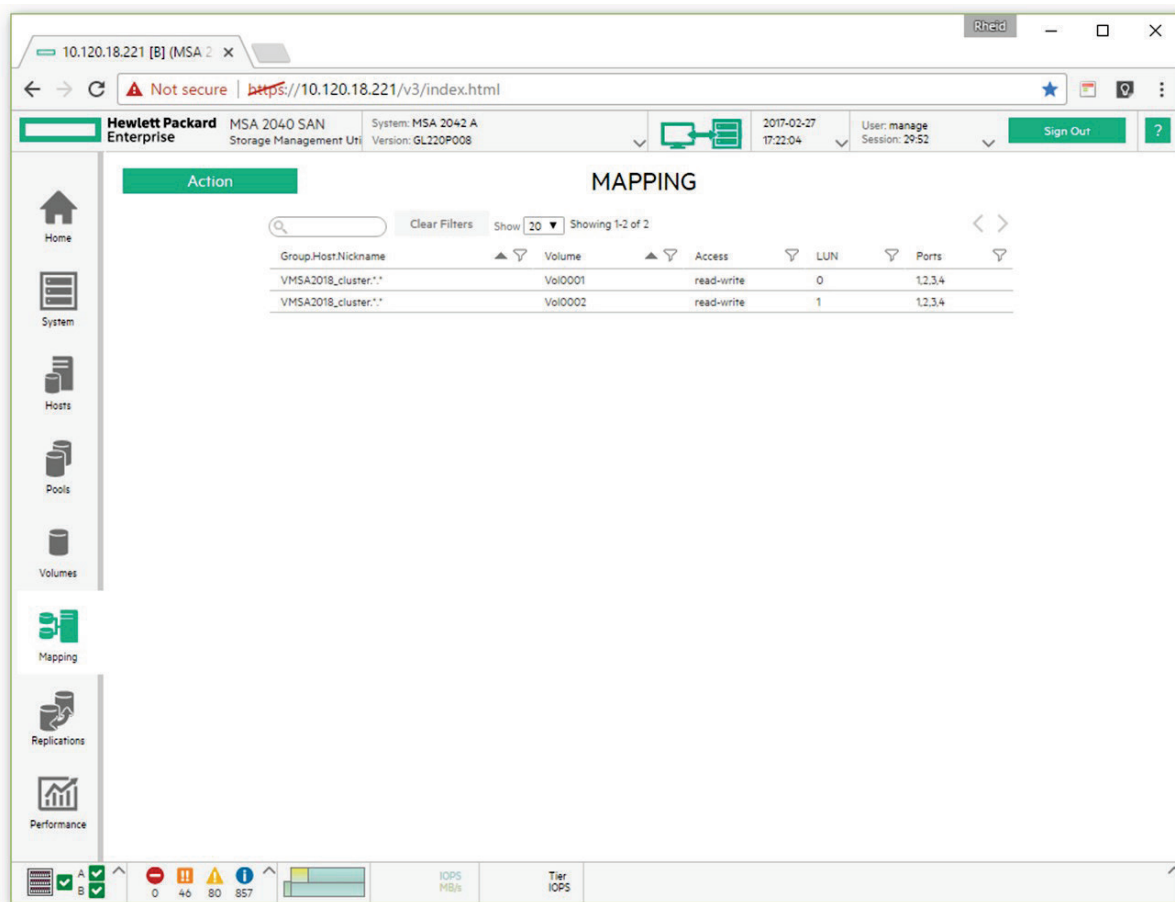 Rheid
10.120.18.221 [B] (MSA 2
Not secure | https://10.120.18.221/v3/index.html
Hewlett Packard
Enterprise
MSA 2040 SAN
Storage Management Uti
System: MSA 2042 A
Version: GL220P008
2017-02-27
17:22:04
User: manage
Session: 29:52
Sign Out
?
Action
MAPPING
Clear Filters Show 20 Showing 1-2 of 2
Group.Host.Nickname Volume Access LUN Ports
VMSA2018_cluster.*.* Vol0001 read-write 0 1,2,3,4
VMSA2018_cluster.*.* Vol0002 read-write 1 1,2,3,4
Home
System
Hosts
Pools
Volumes
Mapping
Replications
Performance
A
B
0 46 80 857
IOPS
MB/s
Tier
IOPS